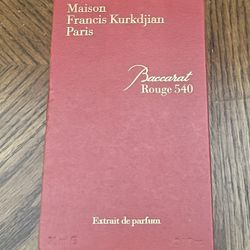 Maison
Francis Kurkdjian
Paris
Baccarat
Rouge 540
Extrait de parfum